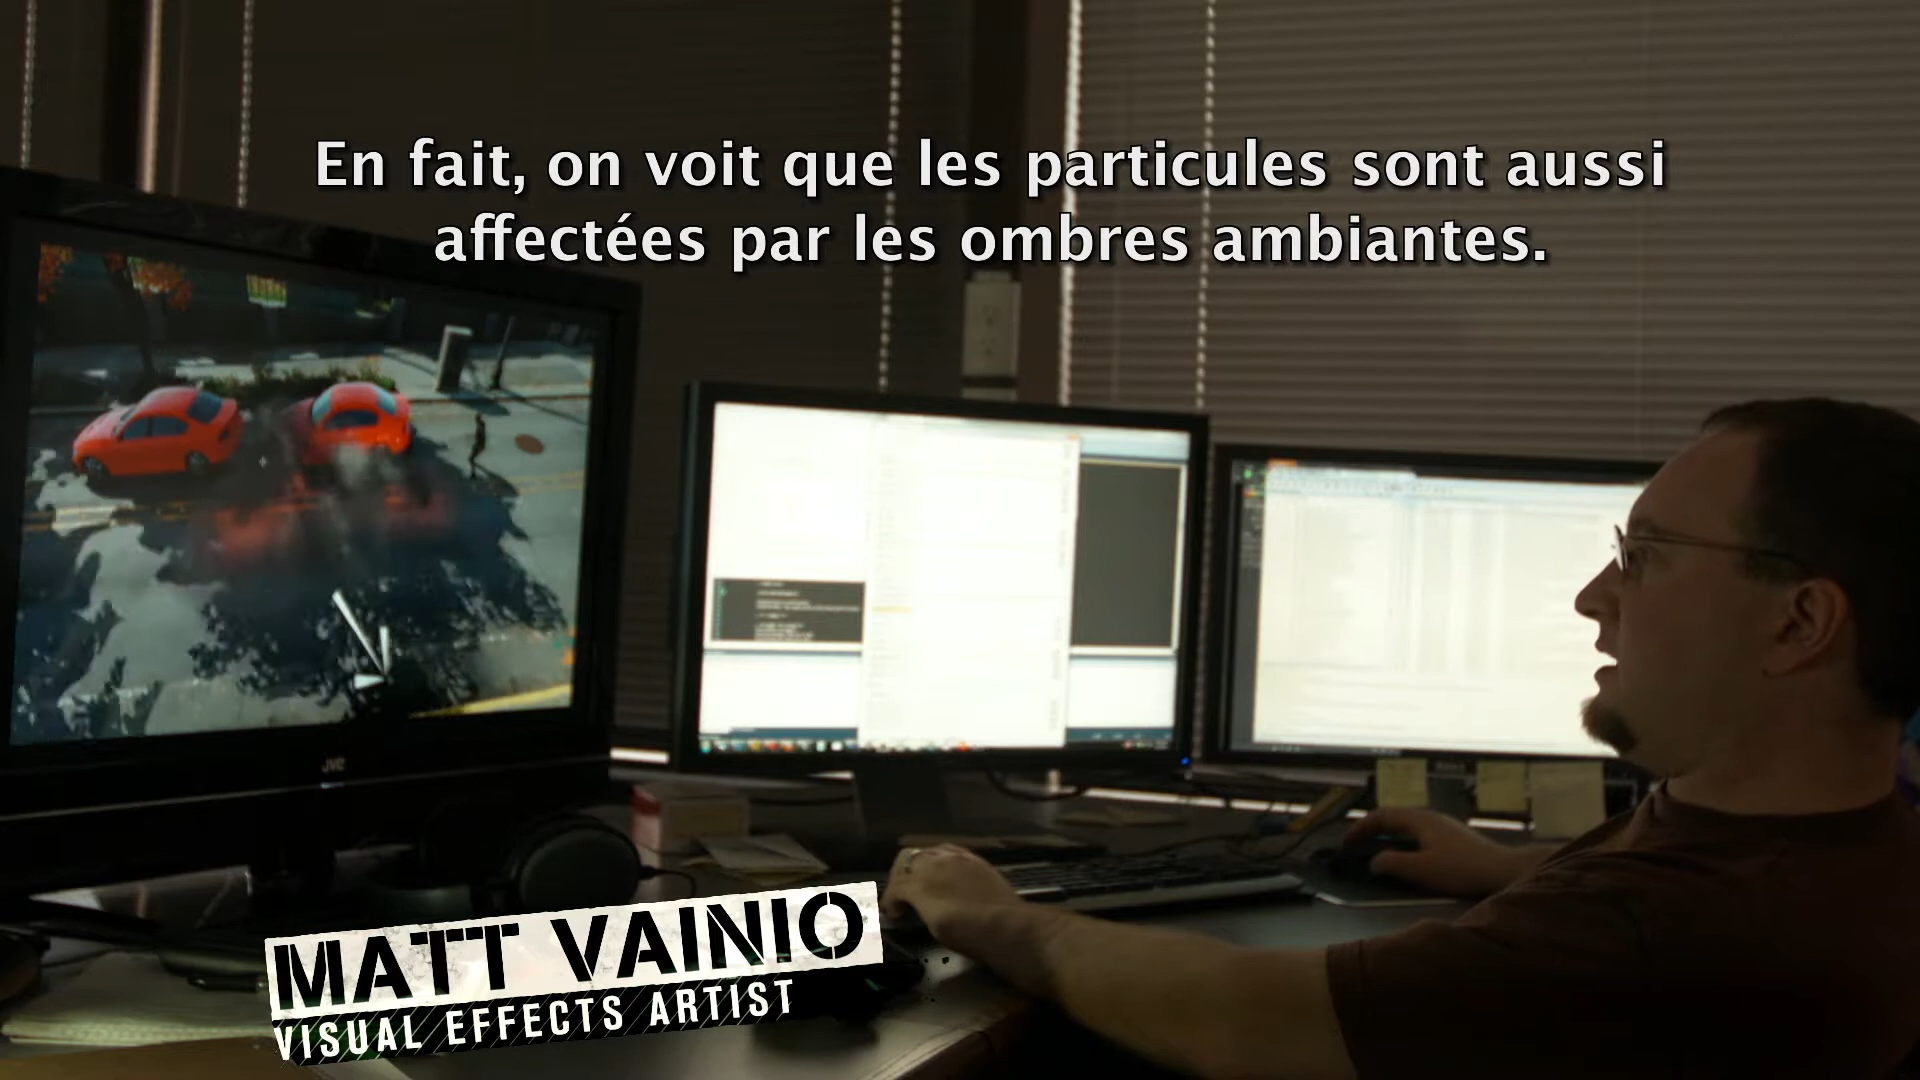 En fait, on voit que les particules sont aussi
affectées par les ombres ambiantes.
JVC
MATT VAINIO
VISUAL EFFECTS ARTIST